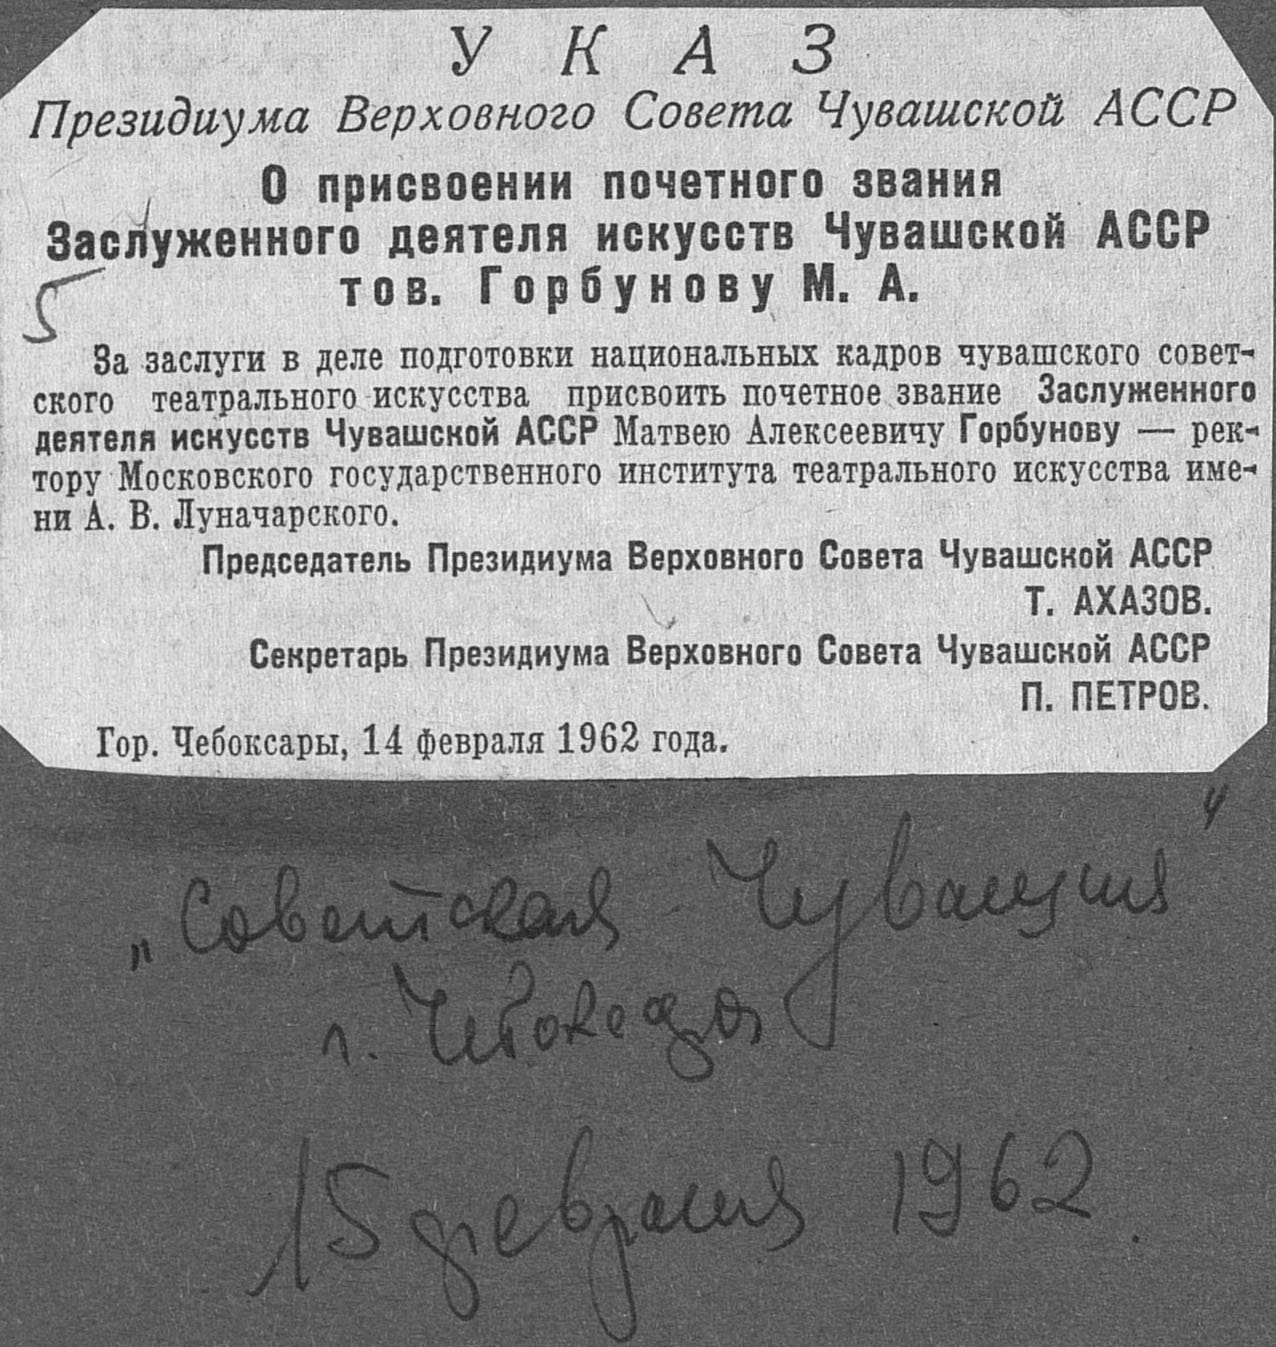 УКАЗ
Президиума Верховного Совета Чувашской АССР
О присвоении почетного звания
Заслуженного деятеля искусств Чувашской АССР
тов. Горбунову М. А.
5
За заслуги в деле подготовки национальных кадров чувашского совет-
ского театрального искусства присвоить почетное звание Заслуженного
деятеля искусств Чувашской АССР Матвею Алексеевичу Горбунову — рек-
тору Московского государственного института театрального искусства име-
ни А. В. Луначарского.
Председатель Президиума Верховного Совета Чувашской АССР
Т. АХАЗОВ.
Секретарь Президиума Верховного Совета Чувашской АССР
П. ПЕТРОВ.
Гор. Чебоксары, 14 февраля 1962 года.
„Советская Чувашия"
г.
15 февраля 1962